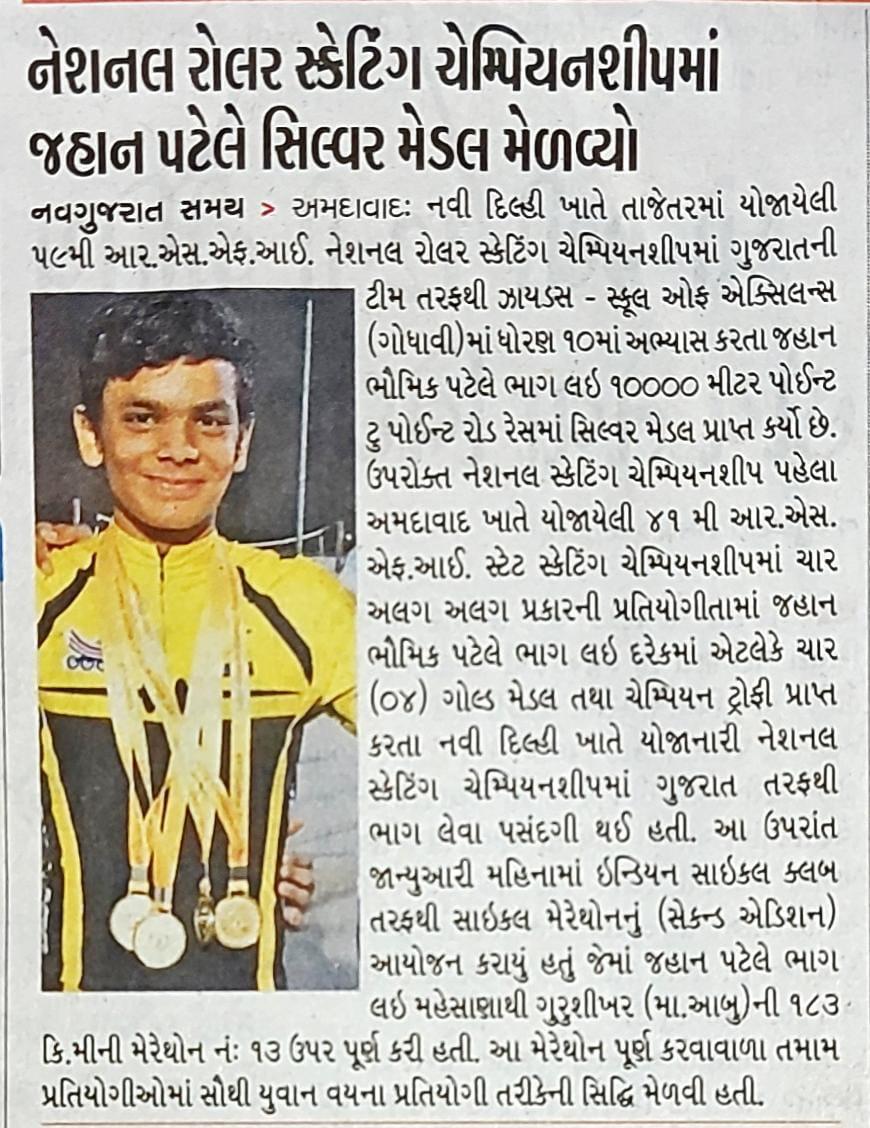 નેશનલ રોલર સ્કેટિંગ ચેમ્પિયનશીપમાં
જહાન પટેલે સિલ્વર મેડલ મેળવ્યો
નવગુજરાત સમય > અમદાવાદઃ નવી દિલ્હી ખાતે તાજેતરમાં યોજાયેલી
૫૯મી આર.એસ.એફ.આઈ. નેશનલ રોલર સ્કેટિંગ ચેમ્પિયનશીપમાં ગુજરાતની
ટીમ તરફથી ઝાયડસ - સ્કૂલ ઓફ એક્સિલન્સ
(ગોધાવી)માં ધોરણ ૧૦માં અભ્યાસ કરતા જહાન
ભૌમિક પટેલે ભાગ લઇ ૧૦૦૦૦ મીટર પોઈન્ટ
ટુ પોઈન્ટ રોડ રેસમાં સિલ્વર મેડલ પ્રાપ્ત કર્યો છે.
ઉપરોક્ત નેશનલ સ્કેટિંગ ચેમ્પિયનશીપ પહેલા
અમદાવાદ ખાતે યોજાયેલી ૪૧ મી આર.એસ.
એફ.આઈ. સ્ટેટ સ્કેટિંગ ચેમ્પિયનશીપમાં ચાર
અલગ અલગ પ્રકારની પ્રતિયોગીતામાં જહાન
ભૌમિક પટેલે ભાગ લઇ દરેકમાં એટલેકે ચાર
(૦૪) ગોલ્ડ મેડલ તથા ચેમ્પિયન ટ્રોફી પ્રાપ્ત
કરતા નવી દિલ્હી ખાતે યોજાનારી નેશનલ
સ્કેટિંગ ચેમ્પિયનશીપમાં ગુજરાત તરફથી
ભાગ લેવા પસંદગી થઈ હતી. આ ઉપરાંત
જાન્યુઆરી મહિનામાં ઇન્ડિયન સાઇકલ ક્લબ
તરફથી સાઇકલ મેરેથોનનું (સેકન્ડ એડિશન)
આયોજન કરાયું હતું જેમાં જહાન પટેલે ભાગ
લઇ મહેસાણાથી ગુરુશીખર (મા.આબુ)ની ૧૮૩
કિ.મીની મેરેથોન નંઃ ૧૩ ઉપર પૂર્ણ કરી હતી. આ મેરેથોન પૂર્ણ કરવાવાળા તમામ
પ્રતિયોગીઓમાં સૌથી યુવાન વયના પ્રતિયોગી તરીકેની સિદ્ધિ મેળવી હતી.